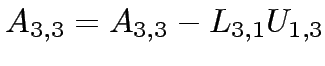 $A_{3,3} = A_{3,3} - L_{3,1}U_{1,3}$